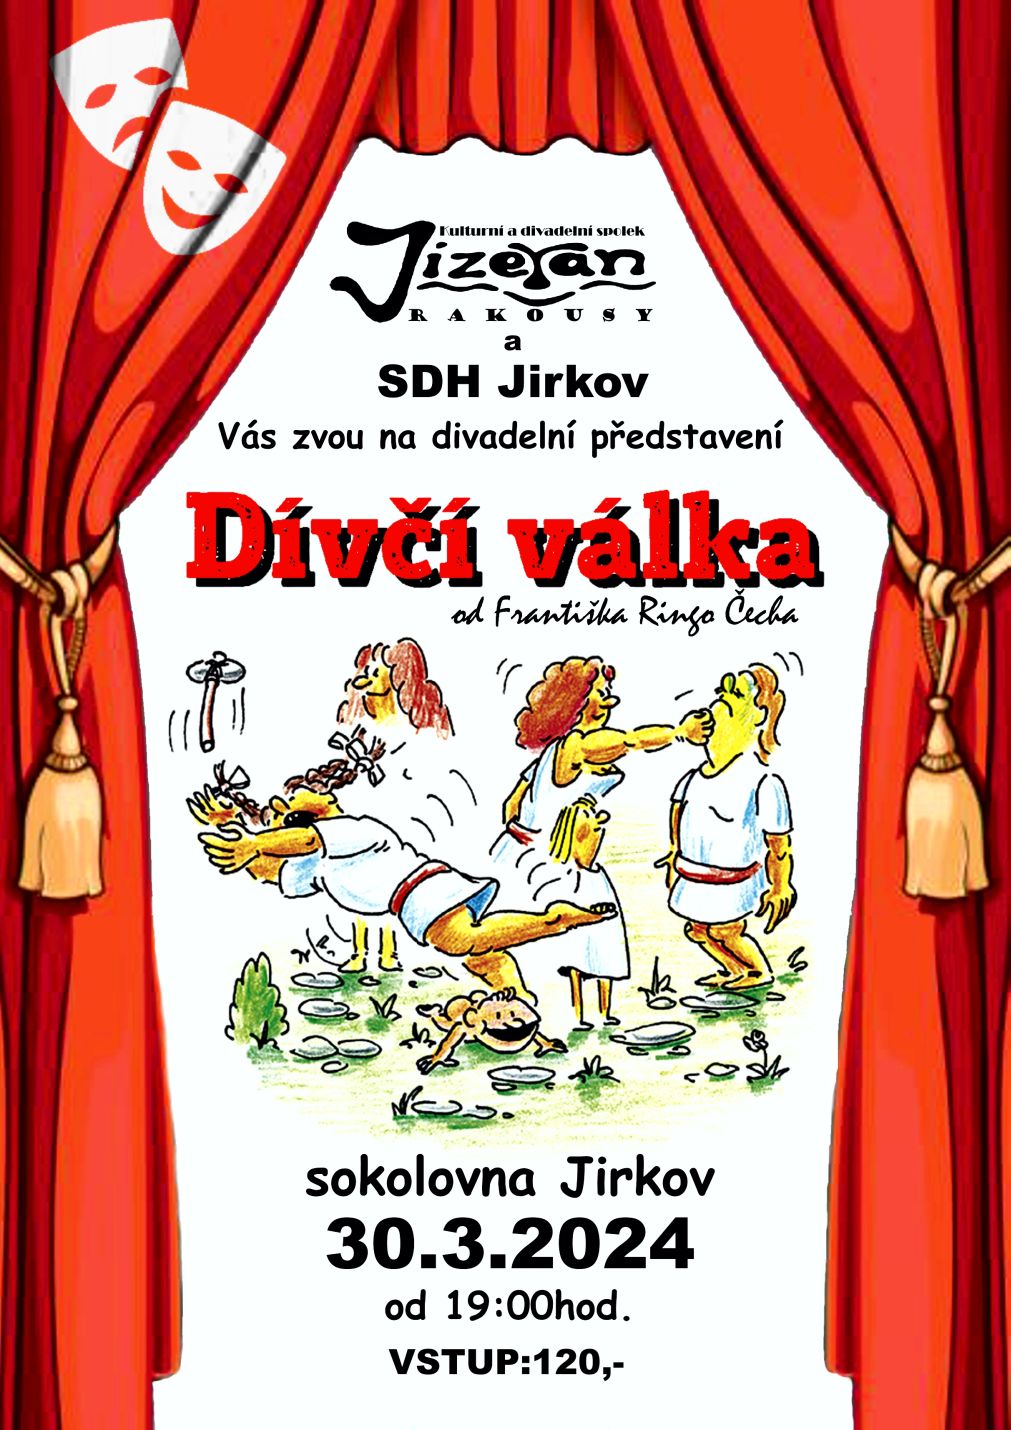 Kulturní a divadelní spolek
Jizeran
RAKOUSY
a
SDH Jirkov
Vás zvou na divadelní představení
Dívčí válka
od Františka Ringo Čecha
sokolovna Jirkov
30.3.2024
od 19:00hod.
VSTUP:120,-